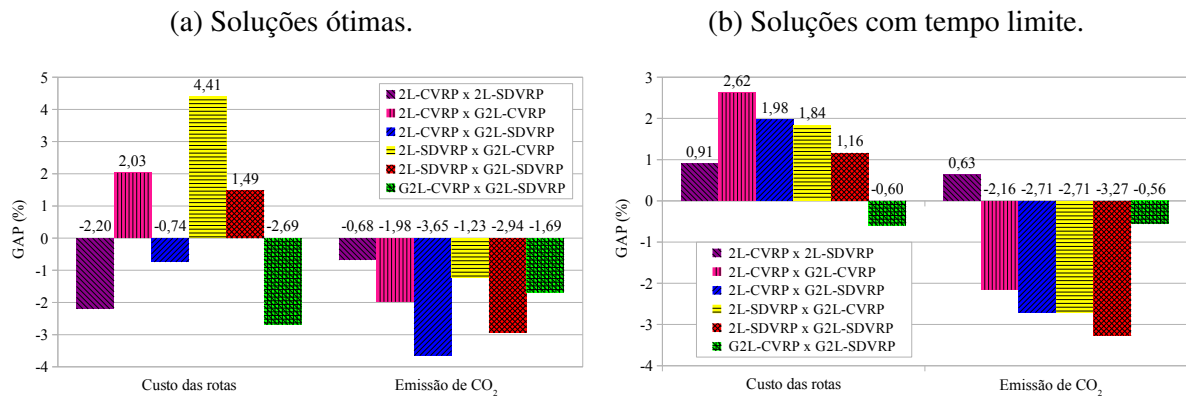 (a) Soluções ótimas.
5
4
3
2
1
0
-1
-2
-3
-4
GAP (%)
4,41
2,03
1,49
-2,20
-0,74
-2,69
-0,68
-1,98
-3,65
-1,23
-2,94
-1,69
2L-CVRP x 2L-SDVRP
2L-CVRP x G2L-CVRP
2L-CVRP x G2L-SDVRP
2L-SDVRP x G2L-CVRP
2L-SDVRP x G2L-SDVRP
G2L-CVRP x G2L-SDVRP
Custo das rotas
Emissão de CO₂
(b) Soluções com tempo limite.
3
2
1
0
-1
-2
-3
-4
GAP (%)
0,91
2,62
1,98
1,84
1,16
-0,60
0,63
-2,16
-2,71
-2,71
-3,27
-0,56
2L-CVRP x 2L-SDVRP
2L-CVRP x G2L-CVRP
2L-CVRP x G2L-SDVRP
2L-SDVRP x G2L-CVRP
2L-SDVRP x G2L-SDVRP
G2L-CVRP x G2L-SDVRP
Custo das rotas
Emissão de CO₂